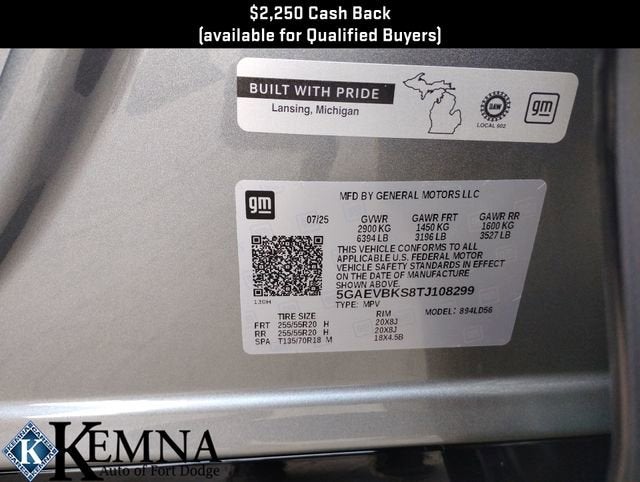 $2,250 Cash Back
(available for Qualified Buyers)
BUILT WITH PRIDE
Lansing, Michigan
UAW
LOCAL 602
gm
gm
MFD BY GENERAL MOTORS LLC
07/25 GVWR GAWR FRT GAWR RR
2900 KG 1450 KG 1600 KG
6394 LB 3196 LB 3527 LB
THIS VEHICLE CONFORMS TO ALL
APPLICABLE U.S. FEDERAL MOTOR
VEHICLE SAFETY STANDARDS IN EFFECT
ON THE DATE OF MANUFACTURE SHOWN ABOVE.
5GAEVBKS8TJ108299
TYPE: MPV MODEL: 894LD56
TIRE SIZE RIM
FRT 255/55R20 H 20X8J
RR 255/55R20 H 20X8J
SPA T135/70R18 M 18X4.5B
K
KEMNA
Auto of Fort Dodge